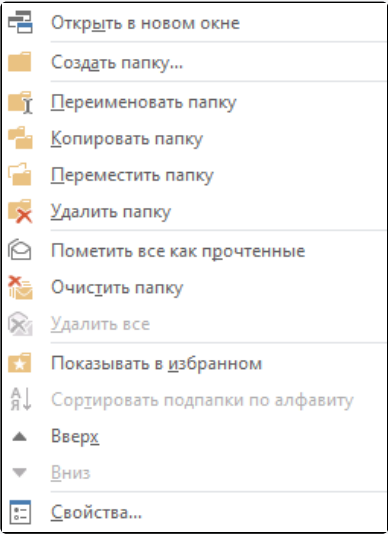 Открыть в новом окне
Создать папку...
Переименовать папку
Копировать папку
Переместить папку
Удалить папку
Пометить все как прочтенные
Очистить папку
Удалить все
Показывать в избранном
Сортировать подпапки по алфавиту
Вверх
Вниз
Свойства...